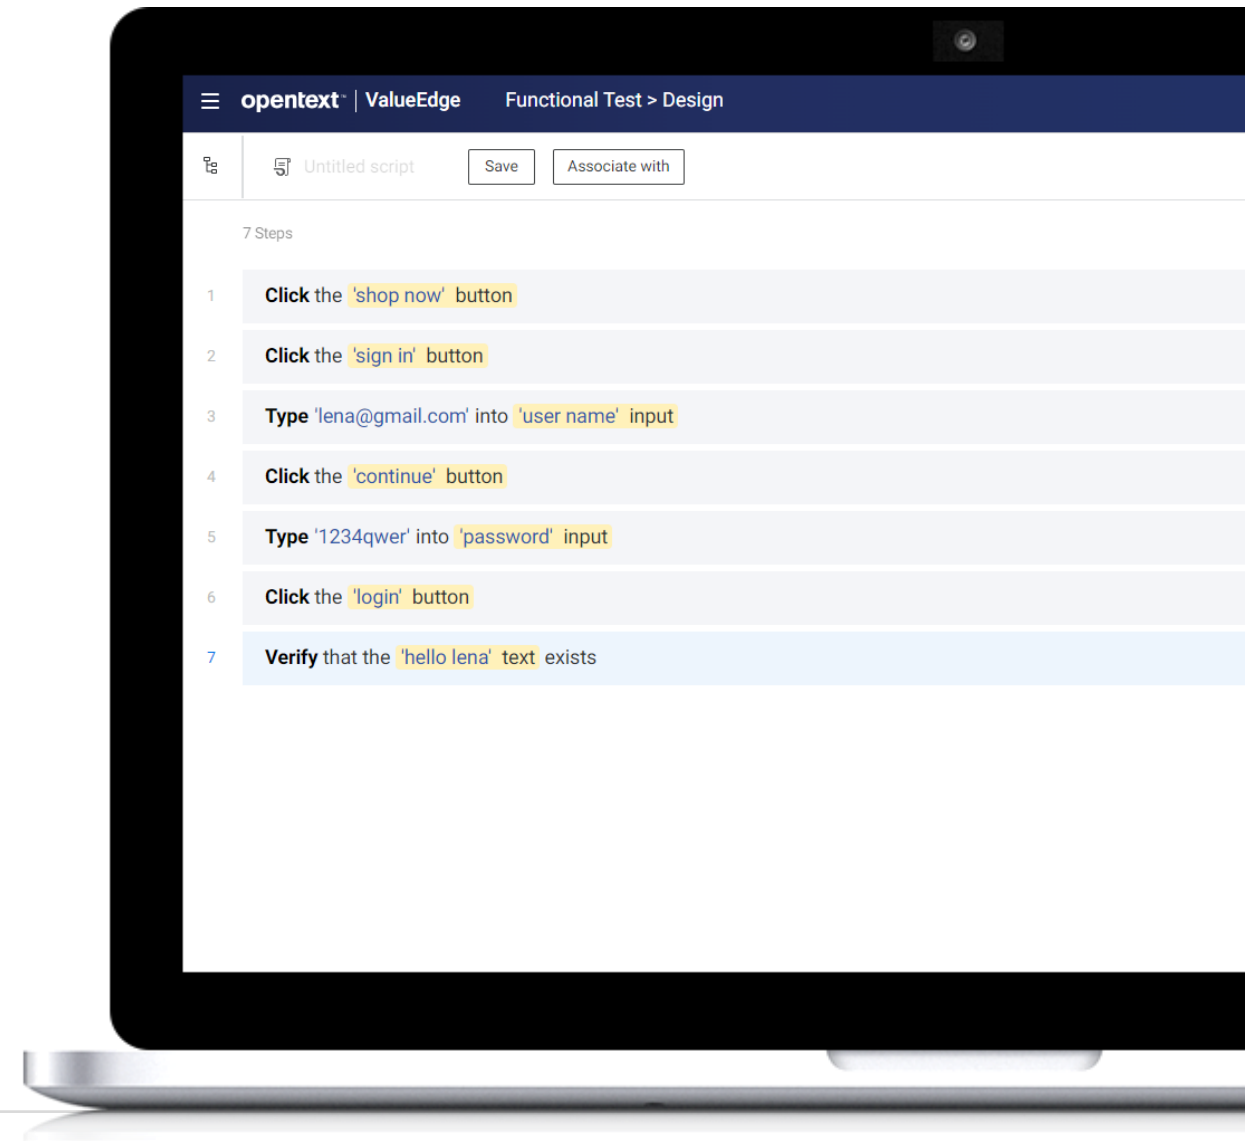 opentext™ | ValueEdge Functional Test > Design
Untitled script Save Associate with
7 Steps
1 Click the 'shop now' button
2 Click the 'sign in' button
3 Type 'lena@gmail.com' into 'user name' input
4 Click the 'continue' button
5 Type '1234qwer' into 'password' input
6 Click the 'login' button
7 Verify that the 'hello lena' text exists